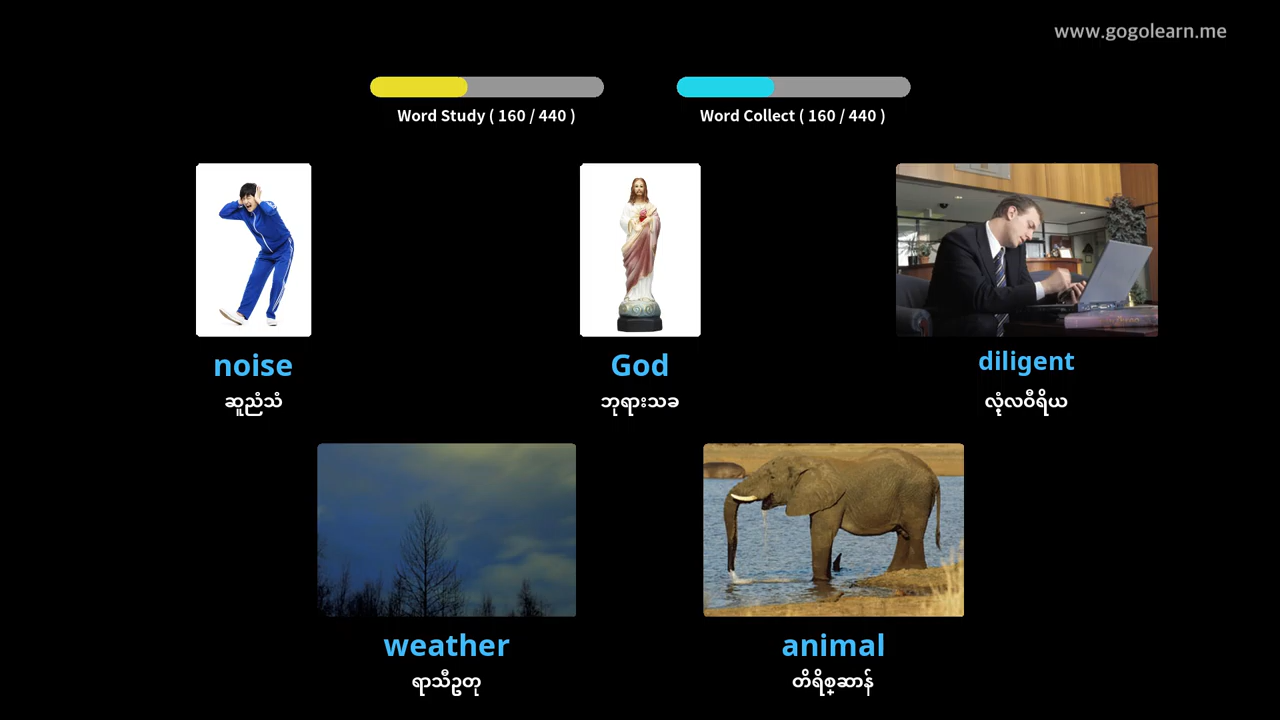 www.gogolearn.me
Word Study ( 160 / 440 )
Word Collect ( 160 / 440 )
noise
ဆူညံသံ
God
ဘုရားသခ
diligent
လုံ့လဝီရိယ
weather
ရာသီဥတု
animal
တိရိစ္ဆာန်